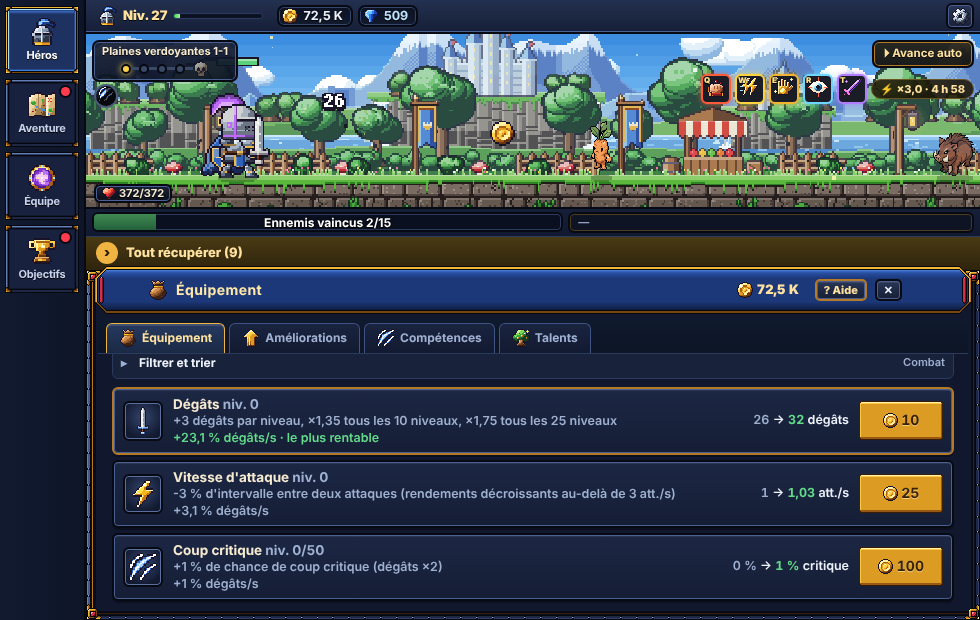 Niv. 27
72,5 K
509
Héros
Aventure
Équipe
Objectifs
Plaines verdoyantes 1-1
Avance auto
×3,0 · 4 h 58
26
372/372
Ennemis vaincus 2/15
—
Tout récupérer (9)
Équipement
72,5 K
? Aide
×
Équipement
Améliorations
Compétences
Talents
Filtrer et trier
Combat
Dégâts niv. 0
+3 dégâts par niveau, ×1,35 tous les 10 niveaux, ×1,75 tous les 25 niveaux
+23,1 % dégâts/s · le plus rentable
26 → 32 dégâts
10
Vitesse d'attaque niv. 0
-3 % d'intervalle entre deux attaques (rendements décroissants au-delà de 3 att./s)
+3,1 % dégâts/s
1 → 1,03 att./s
25
Coup critique niv. 0/50
+1 % de chance de coup critique (dégâts ×2)
+1 % dégâts/s
0 % → 1 % critique
100